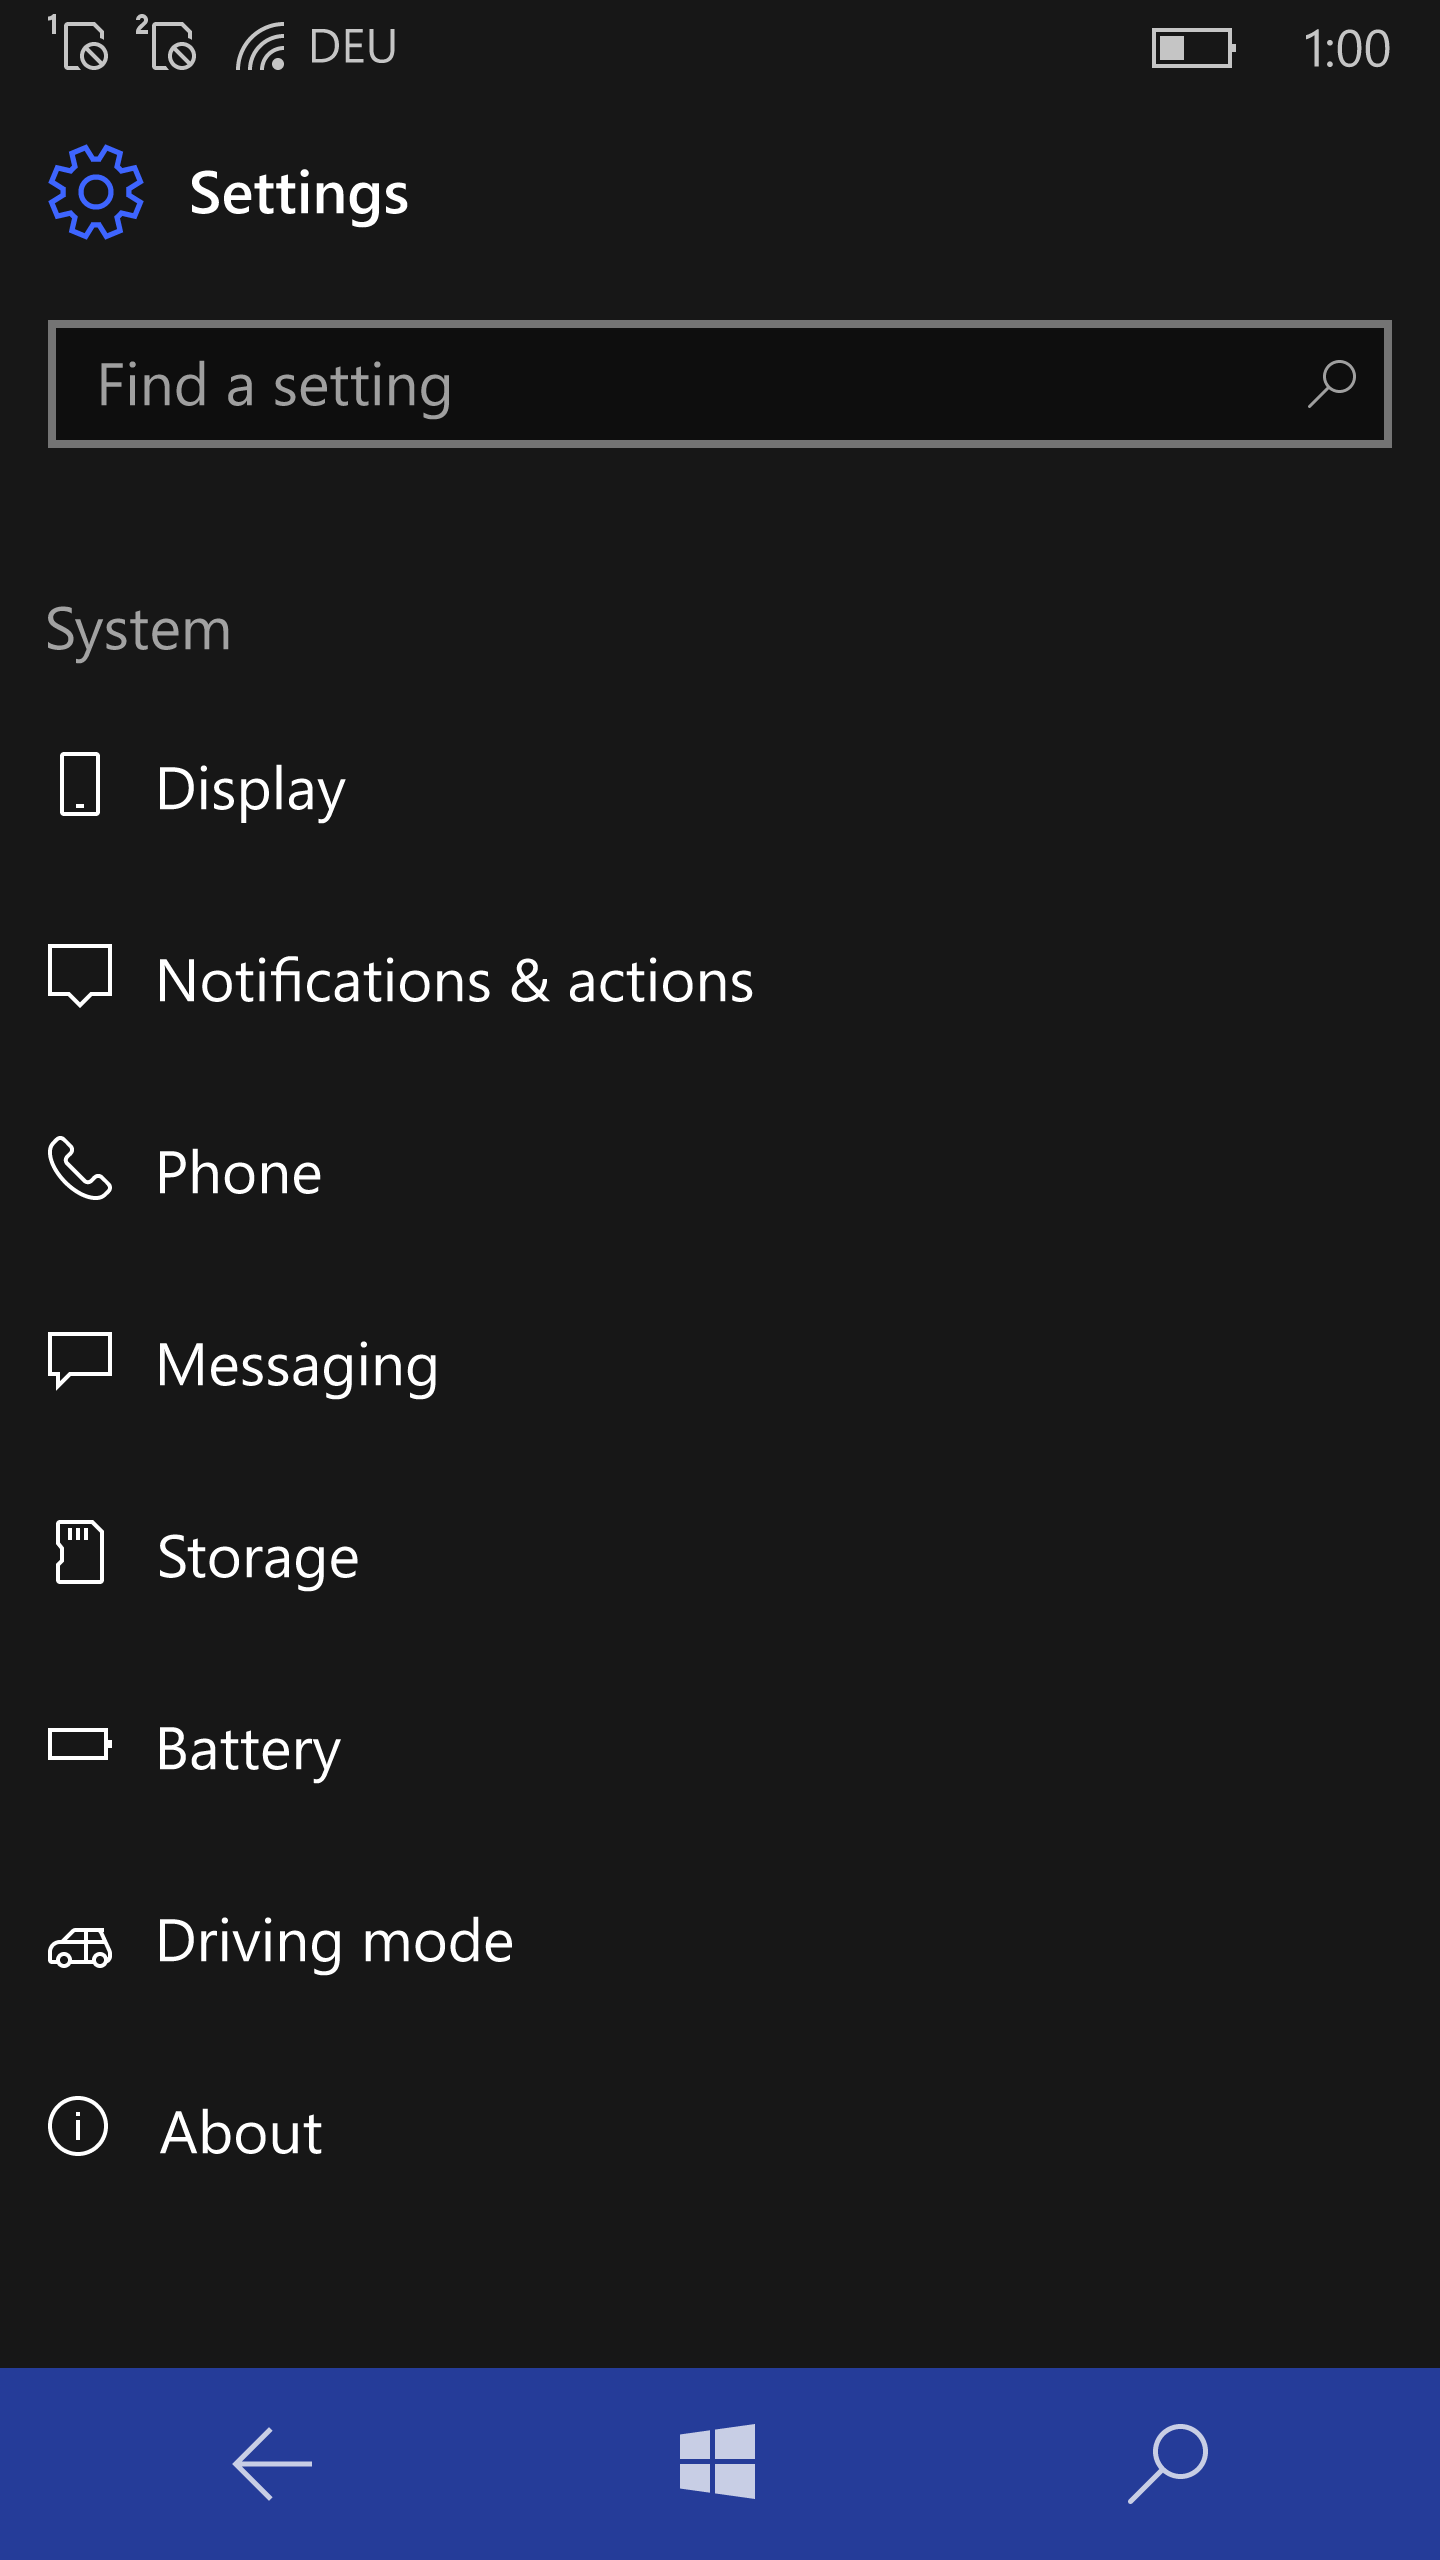 1 2 DEU 1:00
Settings
Find a setting
System
Display
Notifications & actions
Phone
Messaging
Storage
Battery
Driving mode
About